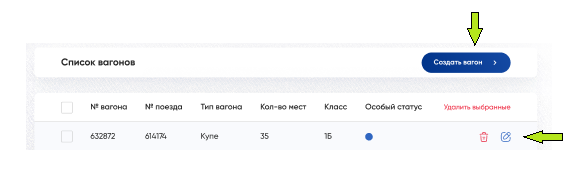 Список вагонов
Создать вагон
№ вагона № поезда Тип вагона Кол-во мест Класс Особый статус Удалить выбранные
632872 614174 Купе 35 1Б